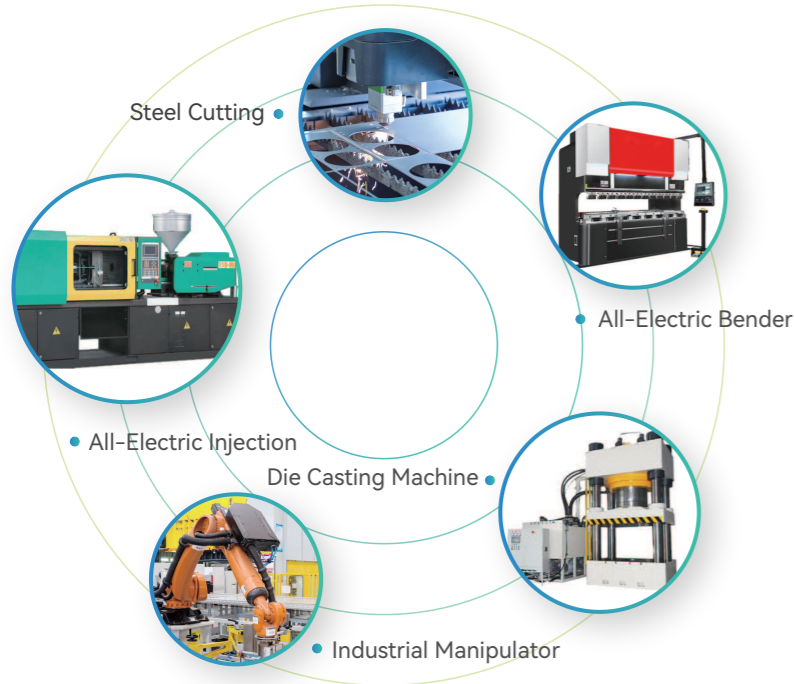 Steel Cutting
All-Electric Bender
All-Electric Injection
Die Casting Machine
Industrial Manipulator